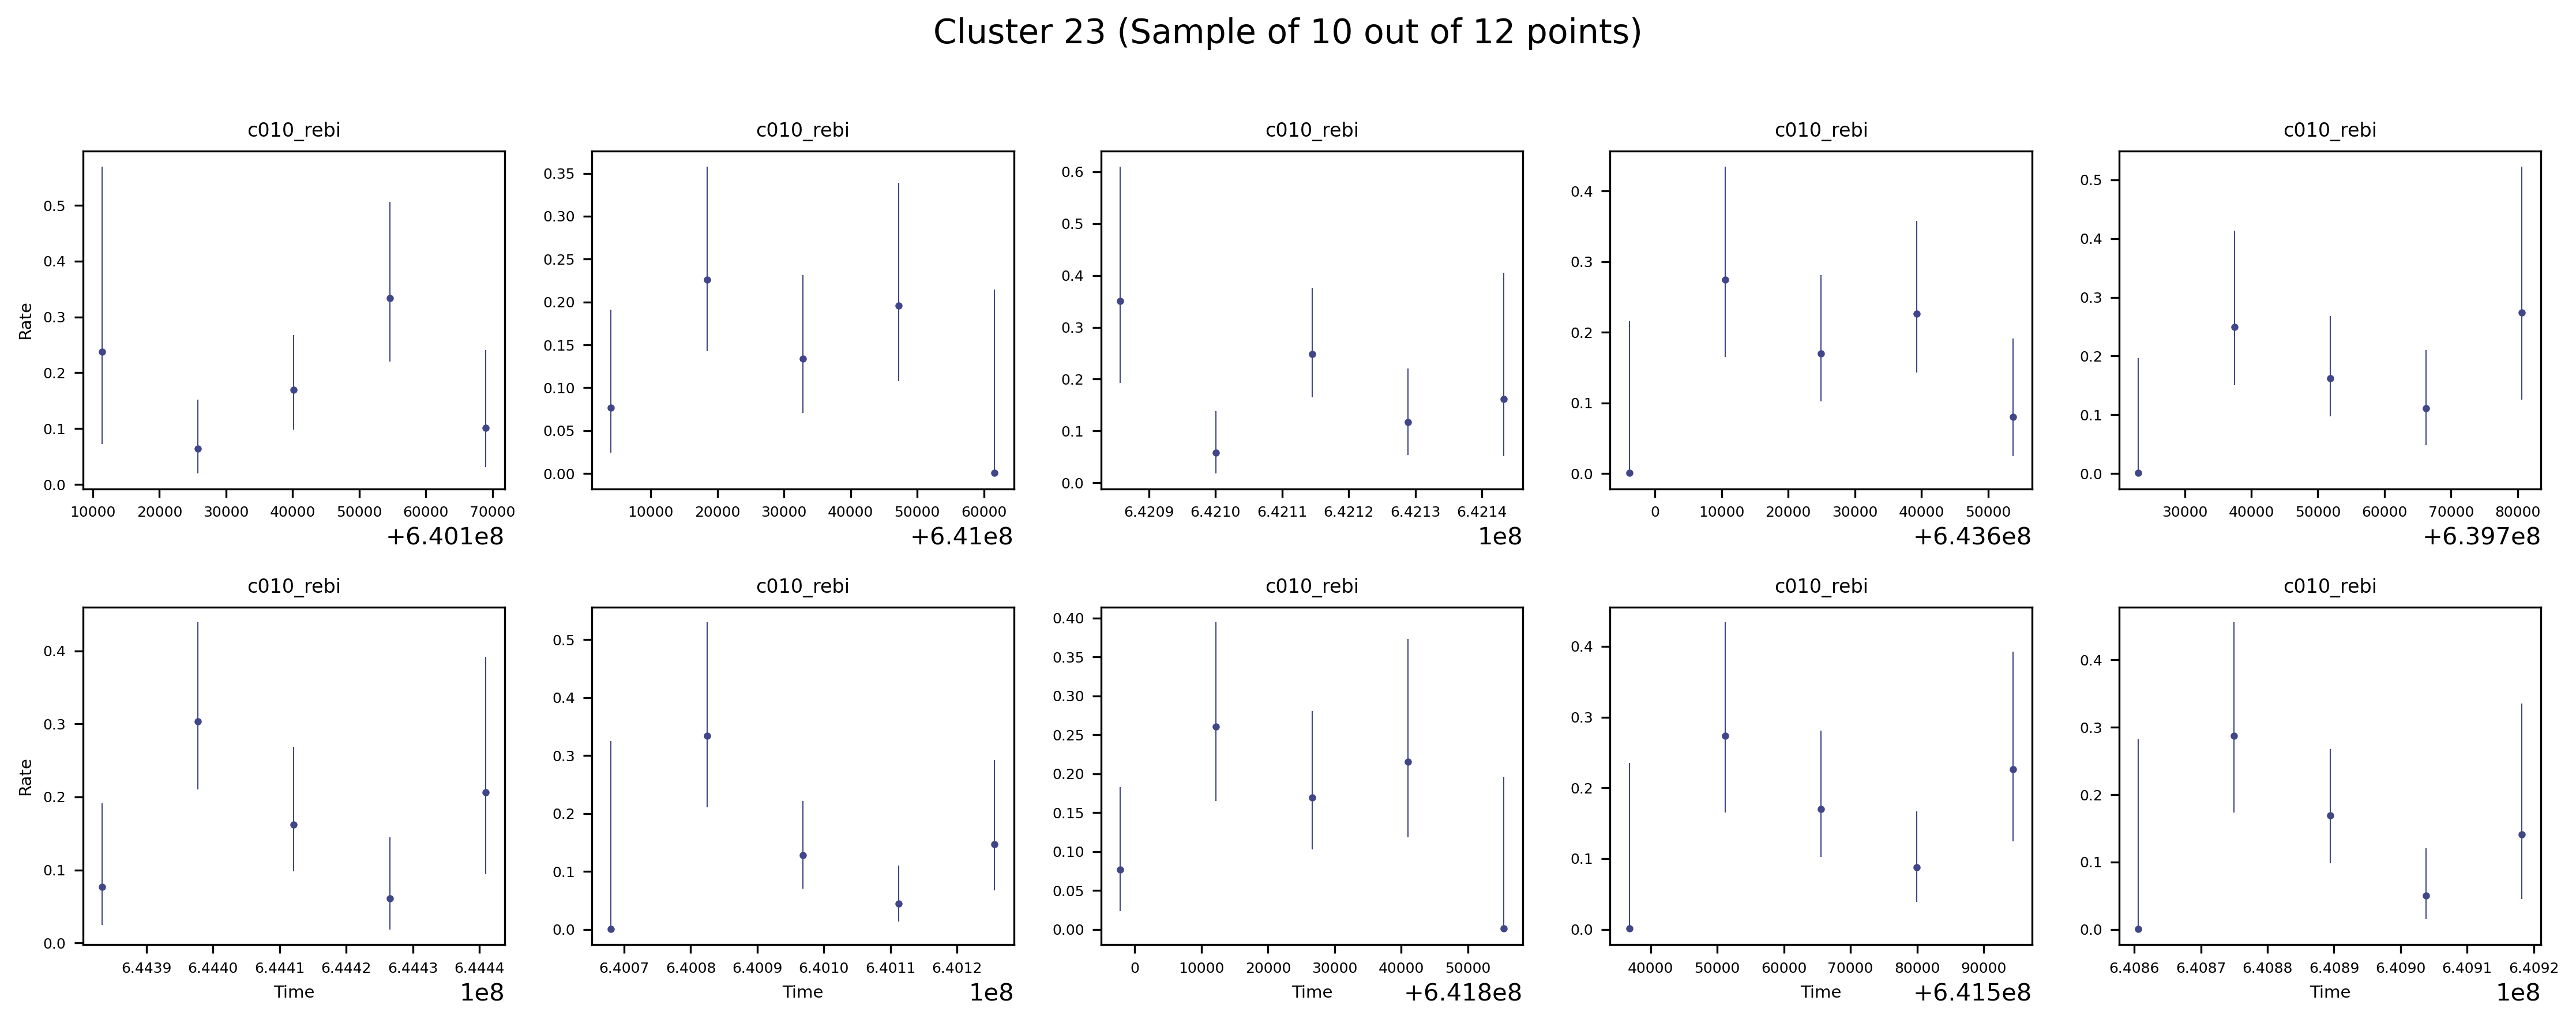 Cluster 23 (Sample of 10 out of 12 points)
c010_rebi c010_rebi c010_rebi c010_rebi c010_rebi
Rate
0.5 0.4 0.3 0.2 0.1 0.0
10000 20000 30000 40000 50000 60000 70000
+6.401e8
0.35 0.30 0.25 0.20 0.15 0.10 0.05 0.00
10000 20000 30000 40000 50000 60000
+6.41e8
0.6 0.5 0.4 0.3 0.2 0.1 0.0
6.4209 6.4210 6.4211 6.4212 6.4213 6.4214
1e8
0.4 0.3 0.2 0.1 0.0
0 10000 20000 30000 40000 50000
+6.436e8
0.5 0.4 0.3 0.2 0.1 0.0
30000 40000 50000 60000 70000 80000
+6.397e8
c010_rebi c010_rebi c010_rebi c010_rebi c010_rebi
Rate
0.4 0.3 0.2 0.1 0.0
6.4439 6.4440 6.4441 6.4442 6.4443 6.4444
Time 1e8
0.5 0.4 0.3 0.2 0.1 0.0
6.4007 6.4008 6.4009 6.4010 6.4011 6.4012
Time 1e8
0.40 0.35 0.30 0.25 0.20 0.15 0.10 0.05 0.00
0 10000 20000 30000 40000 50000
Time +6.418e8
0.4 0.3 0.2 0.1 0.0
40000 50000 60000 70000 80000 90000
Time +6.415e8
0.4 0.3 0.2 0.1 0.0
6.4086 6.4087 6.4088 6.4089 6.4090 6.4091 6.4092
Time 1e8